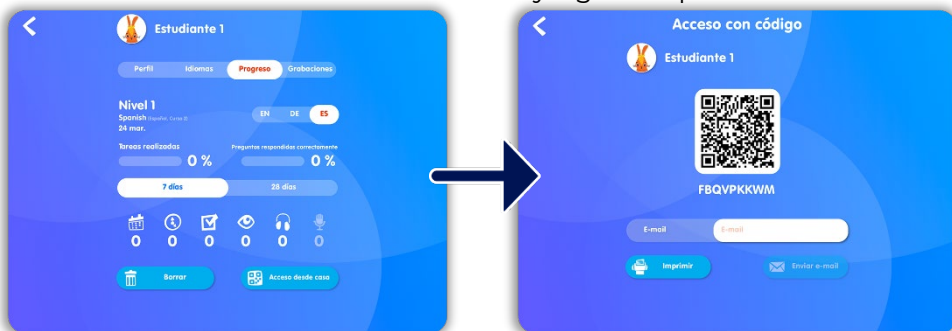 Estudiante 1
Perfil Idiomas Progreso Grabaciones
Nivel 1
Spanish
24 mar.
EN DE ES
Tareas realizadas Preguntas respondidas correctamente
0 % 0 %
7 días 28 días
0 0 0 0 0 0
Borrar Acceso desde casa
Acceso con código
Estudiante 1
FBQVPKKWM
E-mail E-mail
Imprimir Enviar e-mail